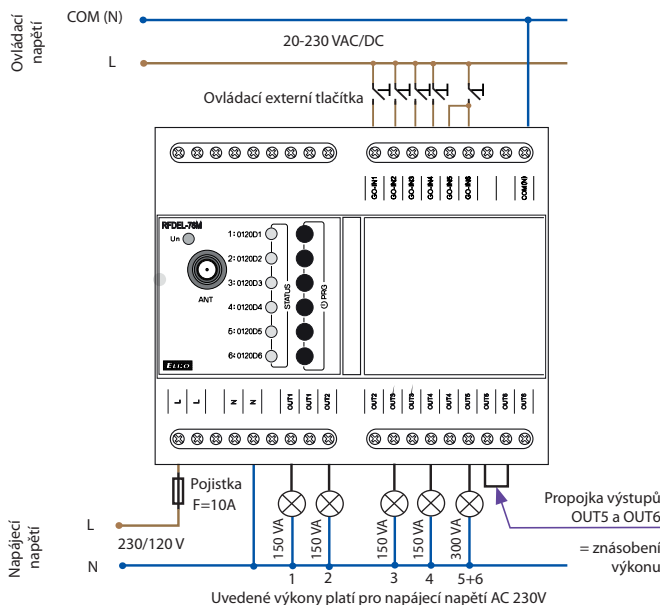 Ovládací
napětí
COM (N)
20-230 VAC/DC
L
Ovládací externí tlačítka
GO-IN1
GO-IN2
GO-IN3
GO-IN4
GO-IN5
GO-IN6
COM(N)
RFDEL-76M
Un
ANT
1: 0120D1
2: 0120D2
3: 0120D3
4: 0120D4
5: 0120D5
6: 0120D6
STATUS
PRG
ELKO
L
L
N
N
OUT1
OUT1
OUT2
OUT2
OUT3
OUT3
OUT4
OUT4
OUT5
OUT5
OUT6
OUT6
Pojistka
F=10A
150 VA
150 VA
150 VA
150 VA
300 VA
Propojka výstupů
OUT5 a OUT6
= znásobení
výkonu
Napájecí
napětí
L
230/120 V
N
1
2
3
4
5+6
Uvedené výkony platí pro napájecí napětí AC 230V